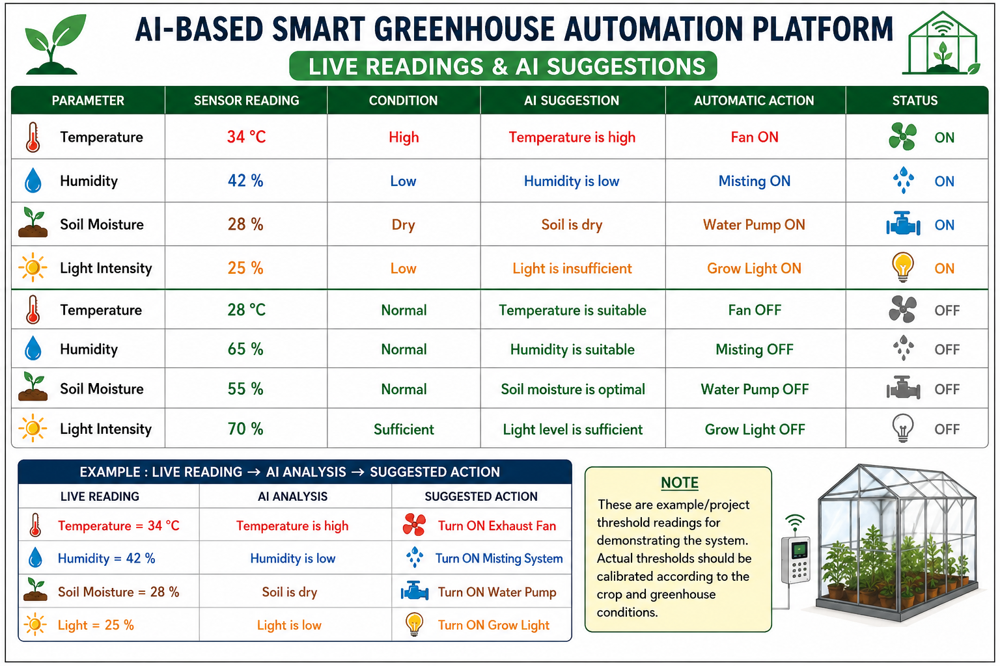 AI-BASED SMART GREENHOUSE AUTOMATION PLATFORM
LIVE READINGS & AI SUGGESTIONS
PARAMETER SENSOR READING CONDITION AI SUGGESTION AUTOMATIC ACTION STATUS
Temperature 34 °C High Temperature is high Fan ON ON
Humidity 42 % Low Humidity is low Misting ON ON
Soil Moisture 28 % Dry Soil is dry Water Pump ON ON
Light Intensity 25 % Low Light is insufficient Grow Light ON ON
Temperature 28 °C Normal Temperature is suitable Fan OFF OFF
Humidity 65 % Normal Humidity is suitable Misting OFF OFF
Soil Moisture 55 % Normal Soil moisture is optimal Water Pump OFF OFF
Light Intensity 70 % Sufficient Light level is sufficient Grow Light OFF OFF
EXAMPLE : LIVE READING → AI ANALYSIS → SUGGESTED ACTION
LIVE READING AI ANALYSIS SUGGESTED ACTION
Temperature = 34 °C Temperature is high Turn ON Exhaust Fan
Humidity = 42 % Humidity is low Turn ON Misting System
Soil Moisture = 28 % Soil is dry Turn ON Water Pump
Light = 25 % Light is low Turn ON Grow Light
NOTE
These are example/project
threshold readings for
demonstrating the system.
Actual thresholds should be
calibrated according to the
crop and greenhouse
conditions.